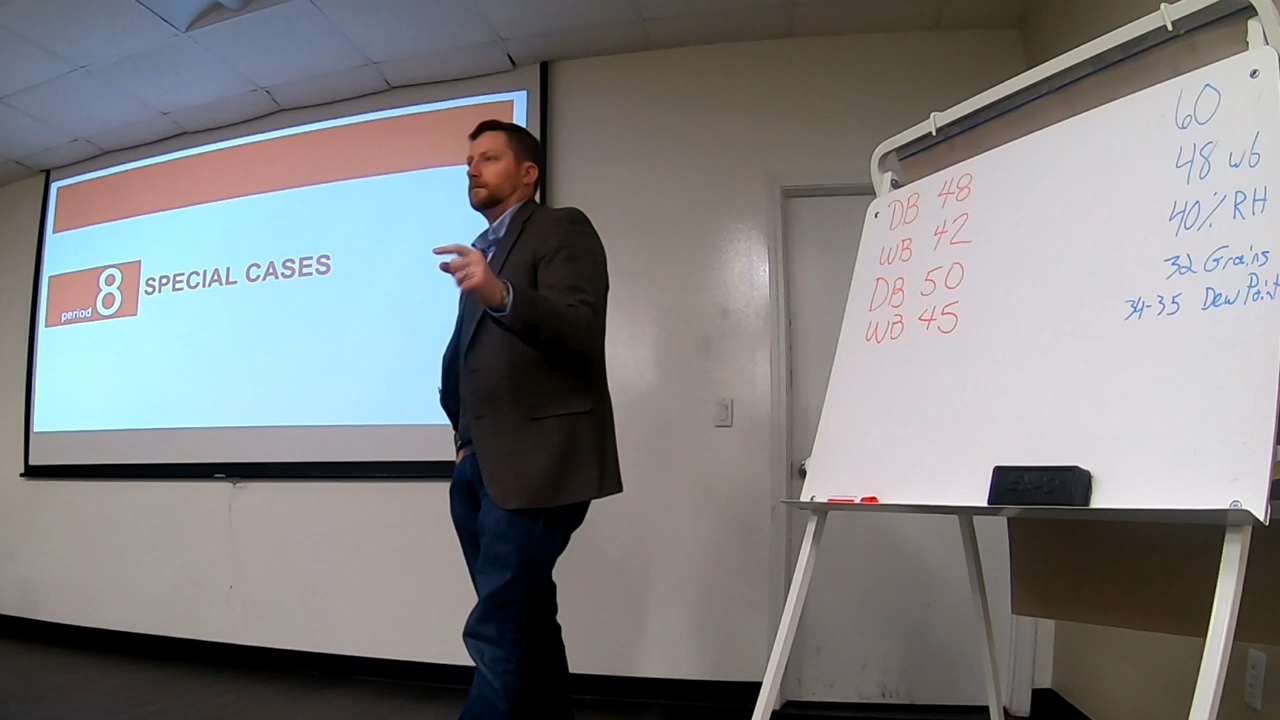 period 8 SPECIAL CASES
DB 48
WB 42
DB 50
WB 45
60
48 wb
40% RH
32 Grains
34-35 Dew Point